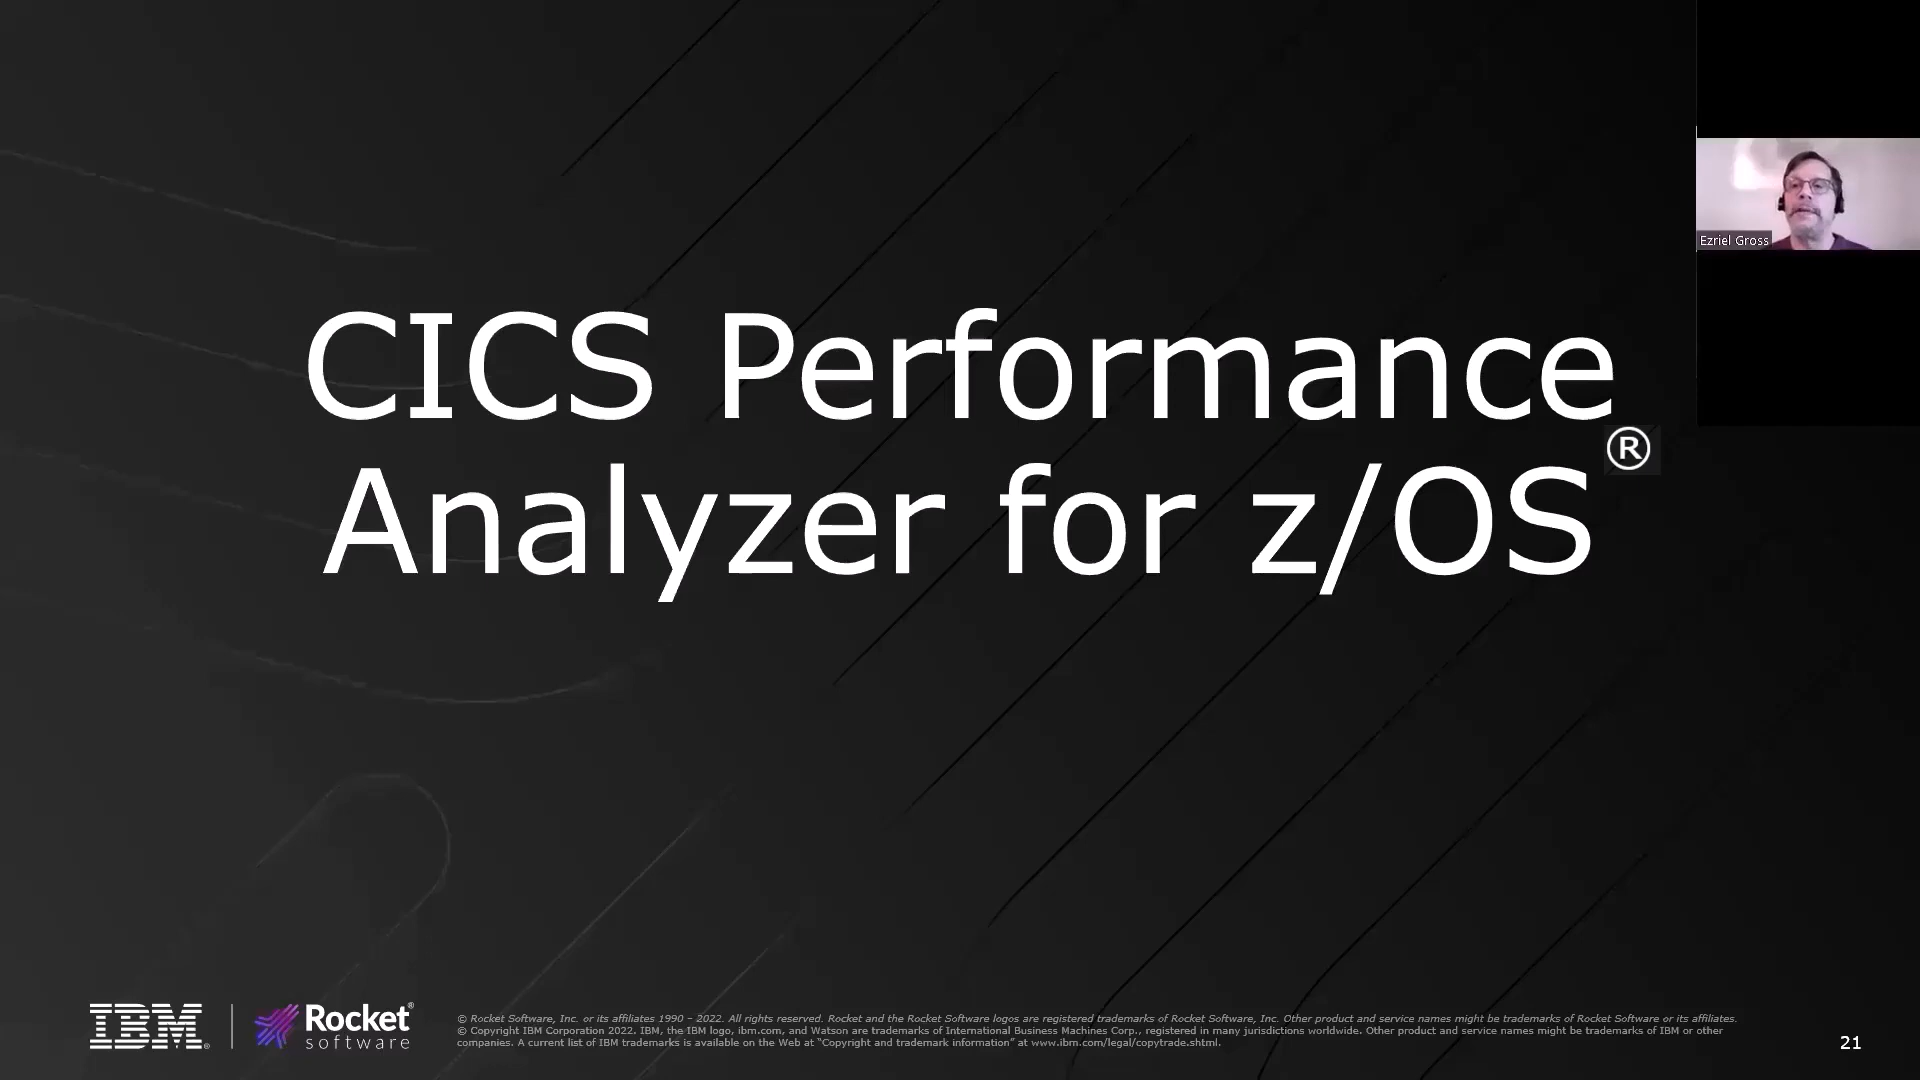 Ezriel Gross
CICS Performance
Analyzer for z/OS®
IBM®
Rocket®
software
© Rocket Software, Inc. or its affiliates 1990 – 2022. All rights reserved. Rocket and the Rocket Software logos are registered trademarks of Rocket Software, Inc. Other product and service names might be trademarks of Rocket Software or its affiliates.
© Copyright IBM Corporation 2022. IBM, the IBM logo, ibm.com, and Watson are trademarks of International Business Machines Corp., registered in many jurisdictions worldwide. Other product and service names might be trademarks of IBM or other
companies. A current list of IBM trademarks is available on the Web at “Copyright and trademark information” at www.ibm.com/legal/copytrade.shtml.
21